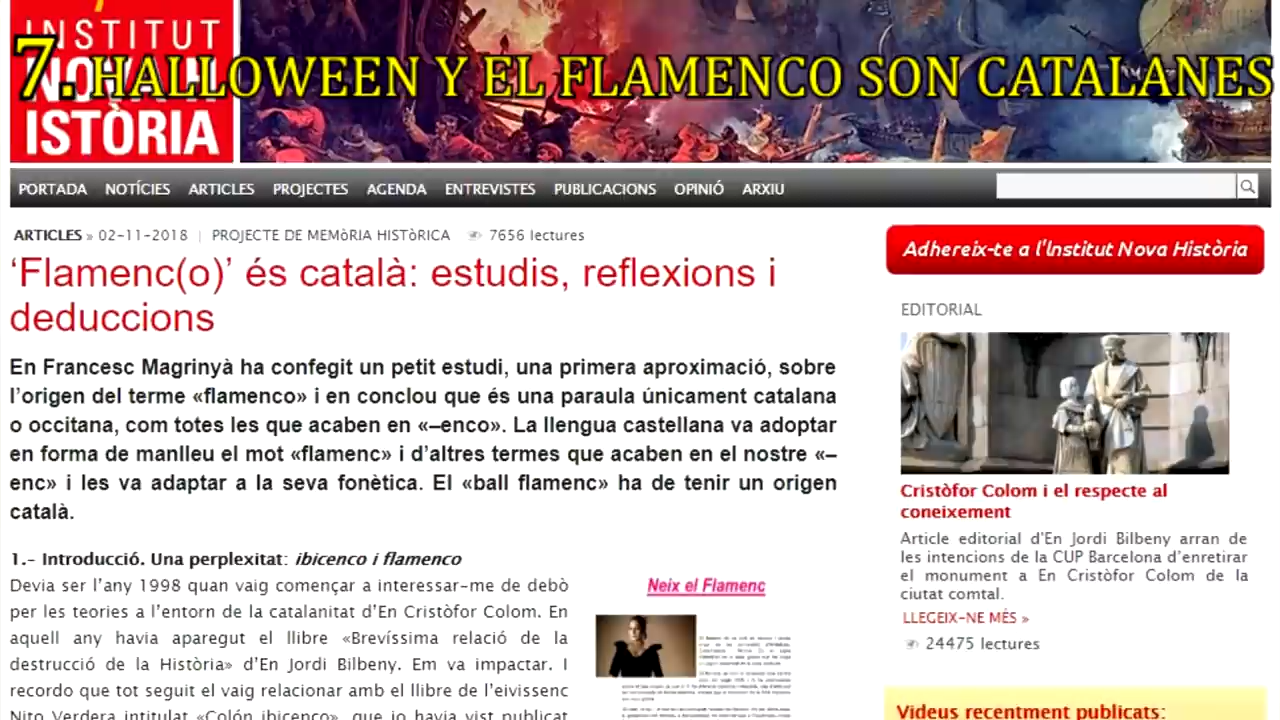 INSTITUT
NOVA H
ISTÒRIA
7. HALLOWEEN Y EL FLAMENCO SON CATALANES
PORTADA NOTÍCIES ARTICLES PROJECTES AGENDA ENTREVISTES PUBLICACIONS OPINIÓ ARXIU
ARTICLES » 02-11-2018 | PROJECTE DE MEMòRIA HISTòRICA 7656 lectures
‘Flamenc(o)’ és català: estudis, reflexions i
deduccions
En Francesc Magrinyà ha confegit un petit estudi, una primera aproximació, sobre
l’origen del terme «flamenco» i en conclou que és una paraula únicament catalana
o occitana, com totes les que acaben en «–enco». La llengua castellana va adoptar
en forma de manlleu el mot «flamenc» i d’altres termes que acaben en el nostre «–
enc» i les va adaptar a la seva fonètica. El «ball flamenc» ha de tenir un origen
català.
1.- Introducció. Una perplexitat: ibicenco i flamenco
Devia ser l’any 1998 quan vaig començar a interessar-me de debò
per les teories a l’entorn de la catalanitat d’En Cristòfor Colom. En
aquell any havia aparegut el llibre «Brevíssima relació de la
destrucció de la Història» d’En Jordi Bilbeny. Em va impactar. I
recordo que tot seguit el vaig relacionar amb el llibre de l’eivissenc
Nito Verdera intitulat «Colón ibicenco», que jo havia vist publicat
Neix el Flamenc
Adhereix-te a l'Institut Nova Història
EDITORIAL
Cristòfor Colom i el respecte al
coneixement
Article editorial d'En Jordi Bilbeny arran de
les intencions de la CUP Barcelona d’enretirar
el monument a En Cristòfor Colom de la
ciutat comtal.
LLEGEIX-NE MÉS »
24475 lectures
Videus recentment publicats: